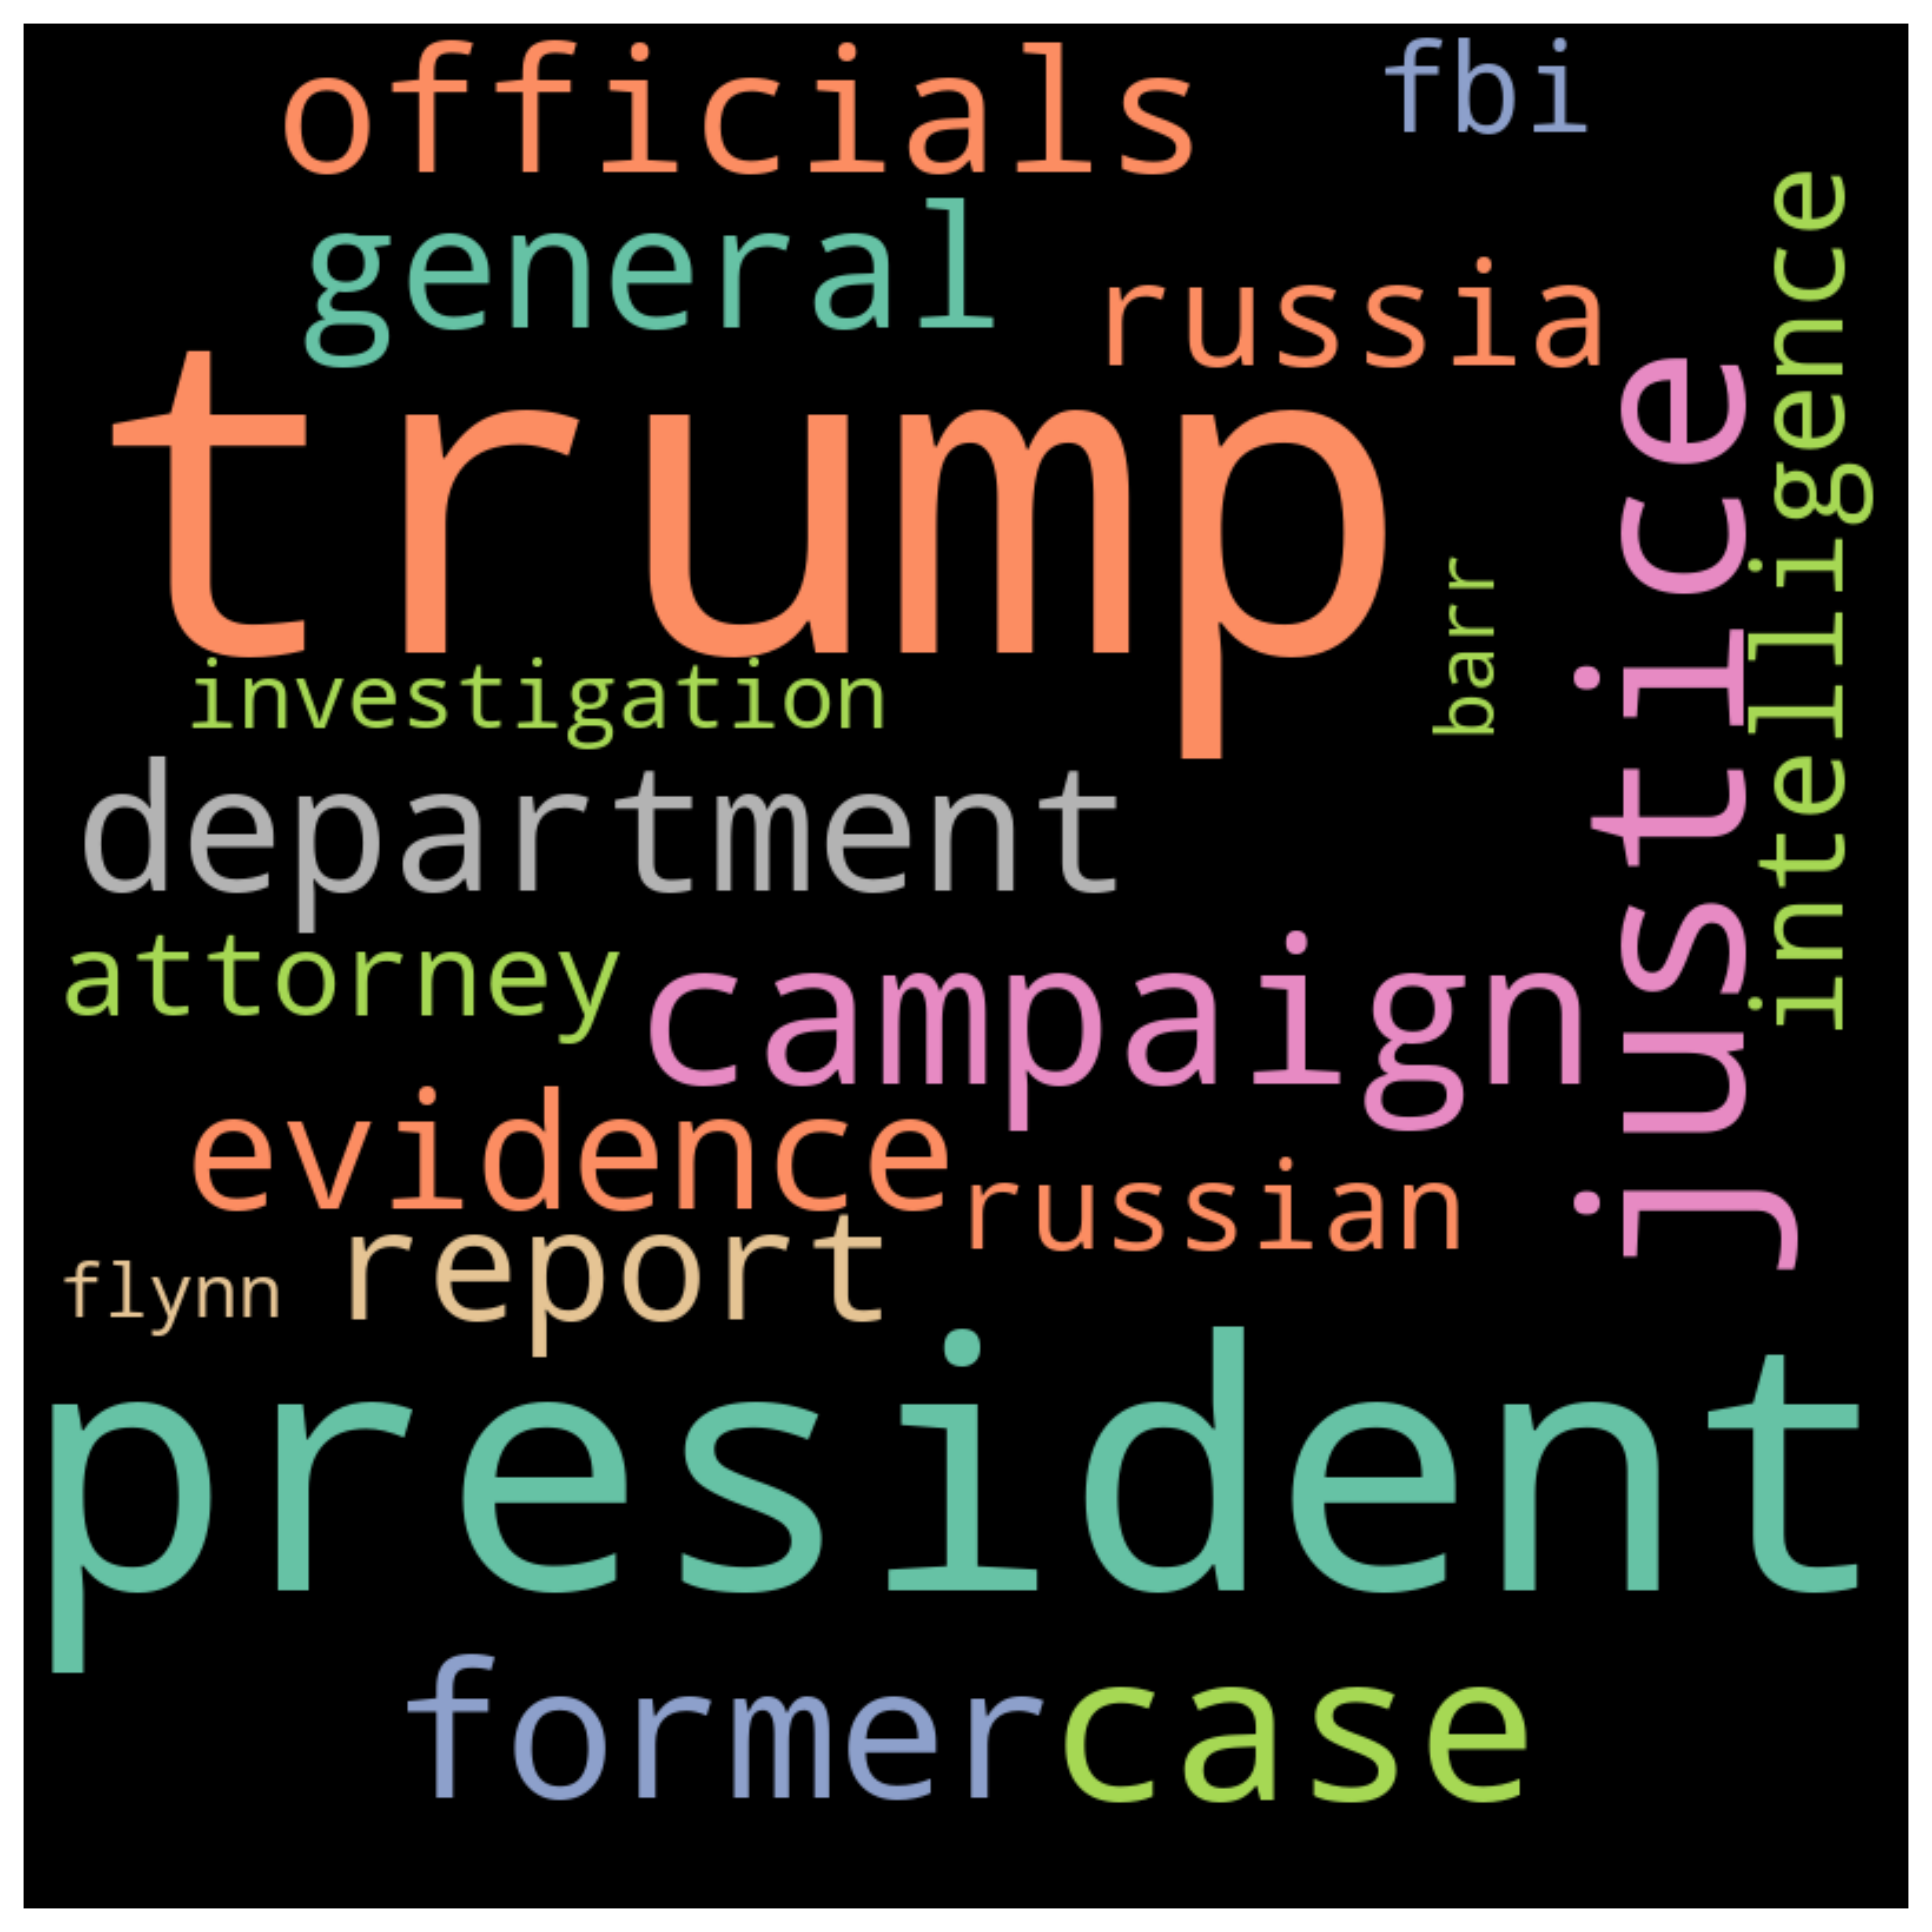 officials
fbi
general
russia
intelligence
trump
justice
barr
investigation
department
attorney
campaign
evidence
russian
report
flynn
president
former
case